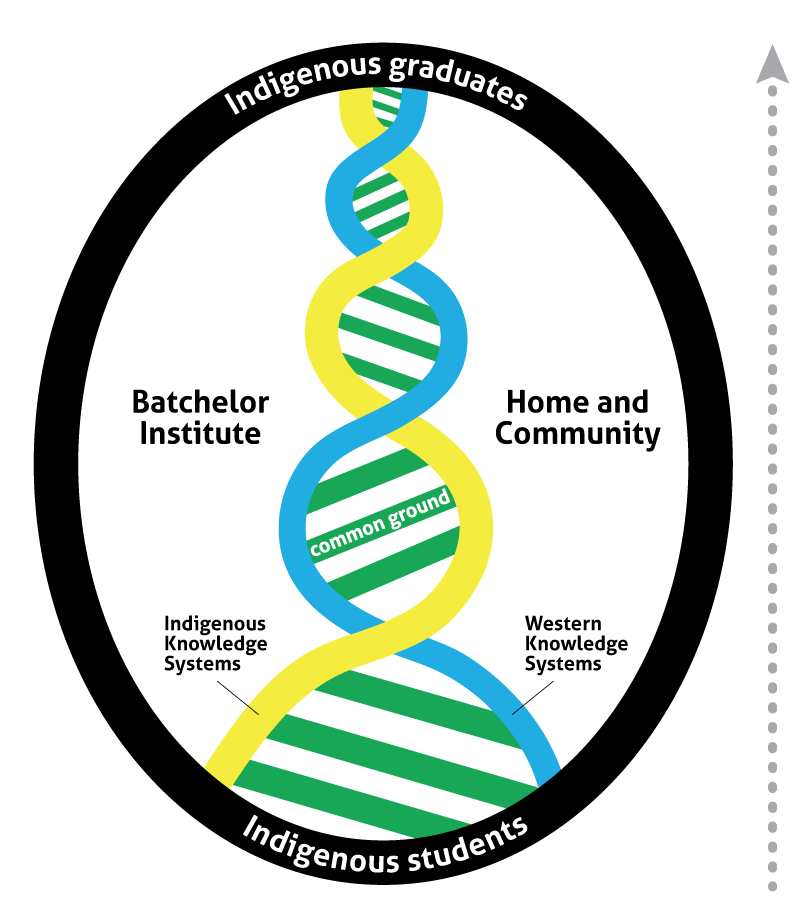 Indigenous graduates
Batchelor
Institute
Home and
Community
common ground
Indigenous
Knowledge
Systems
Western
Knowledge
Systems
Indigenous students